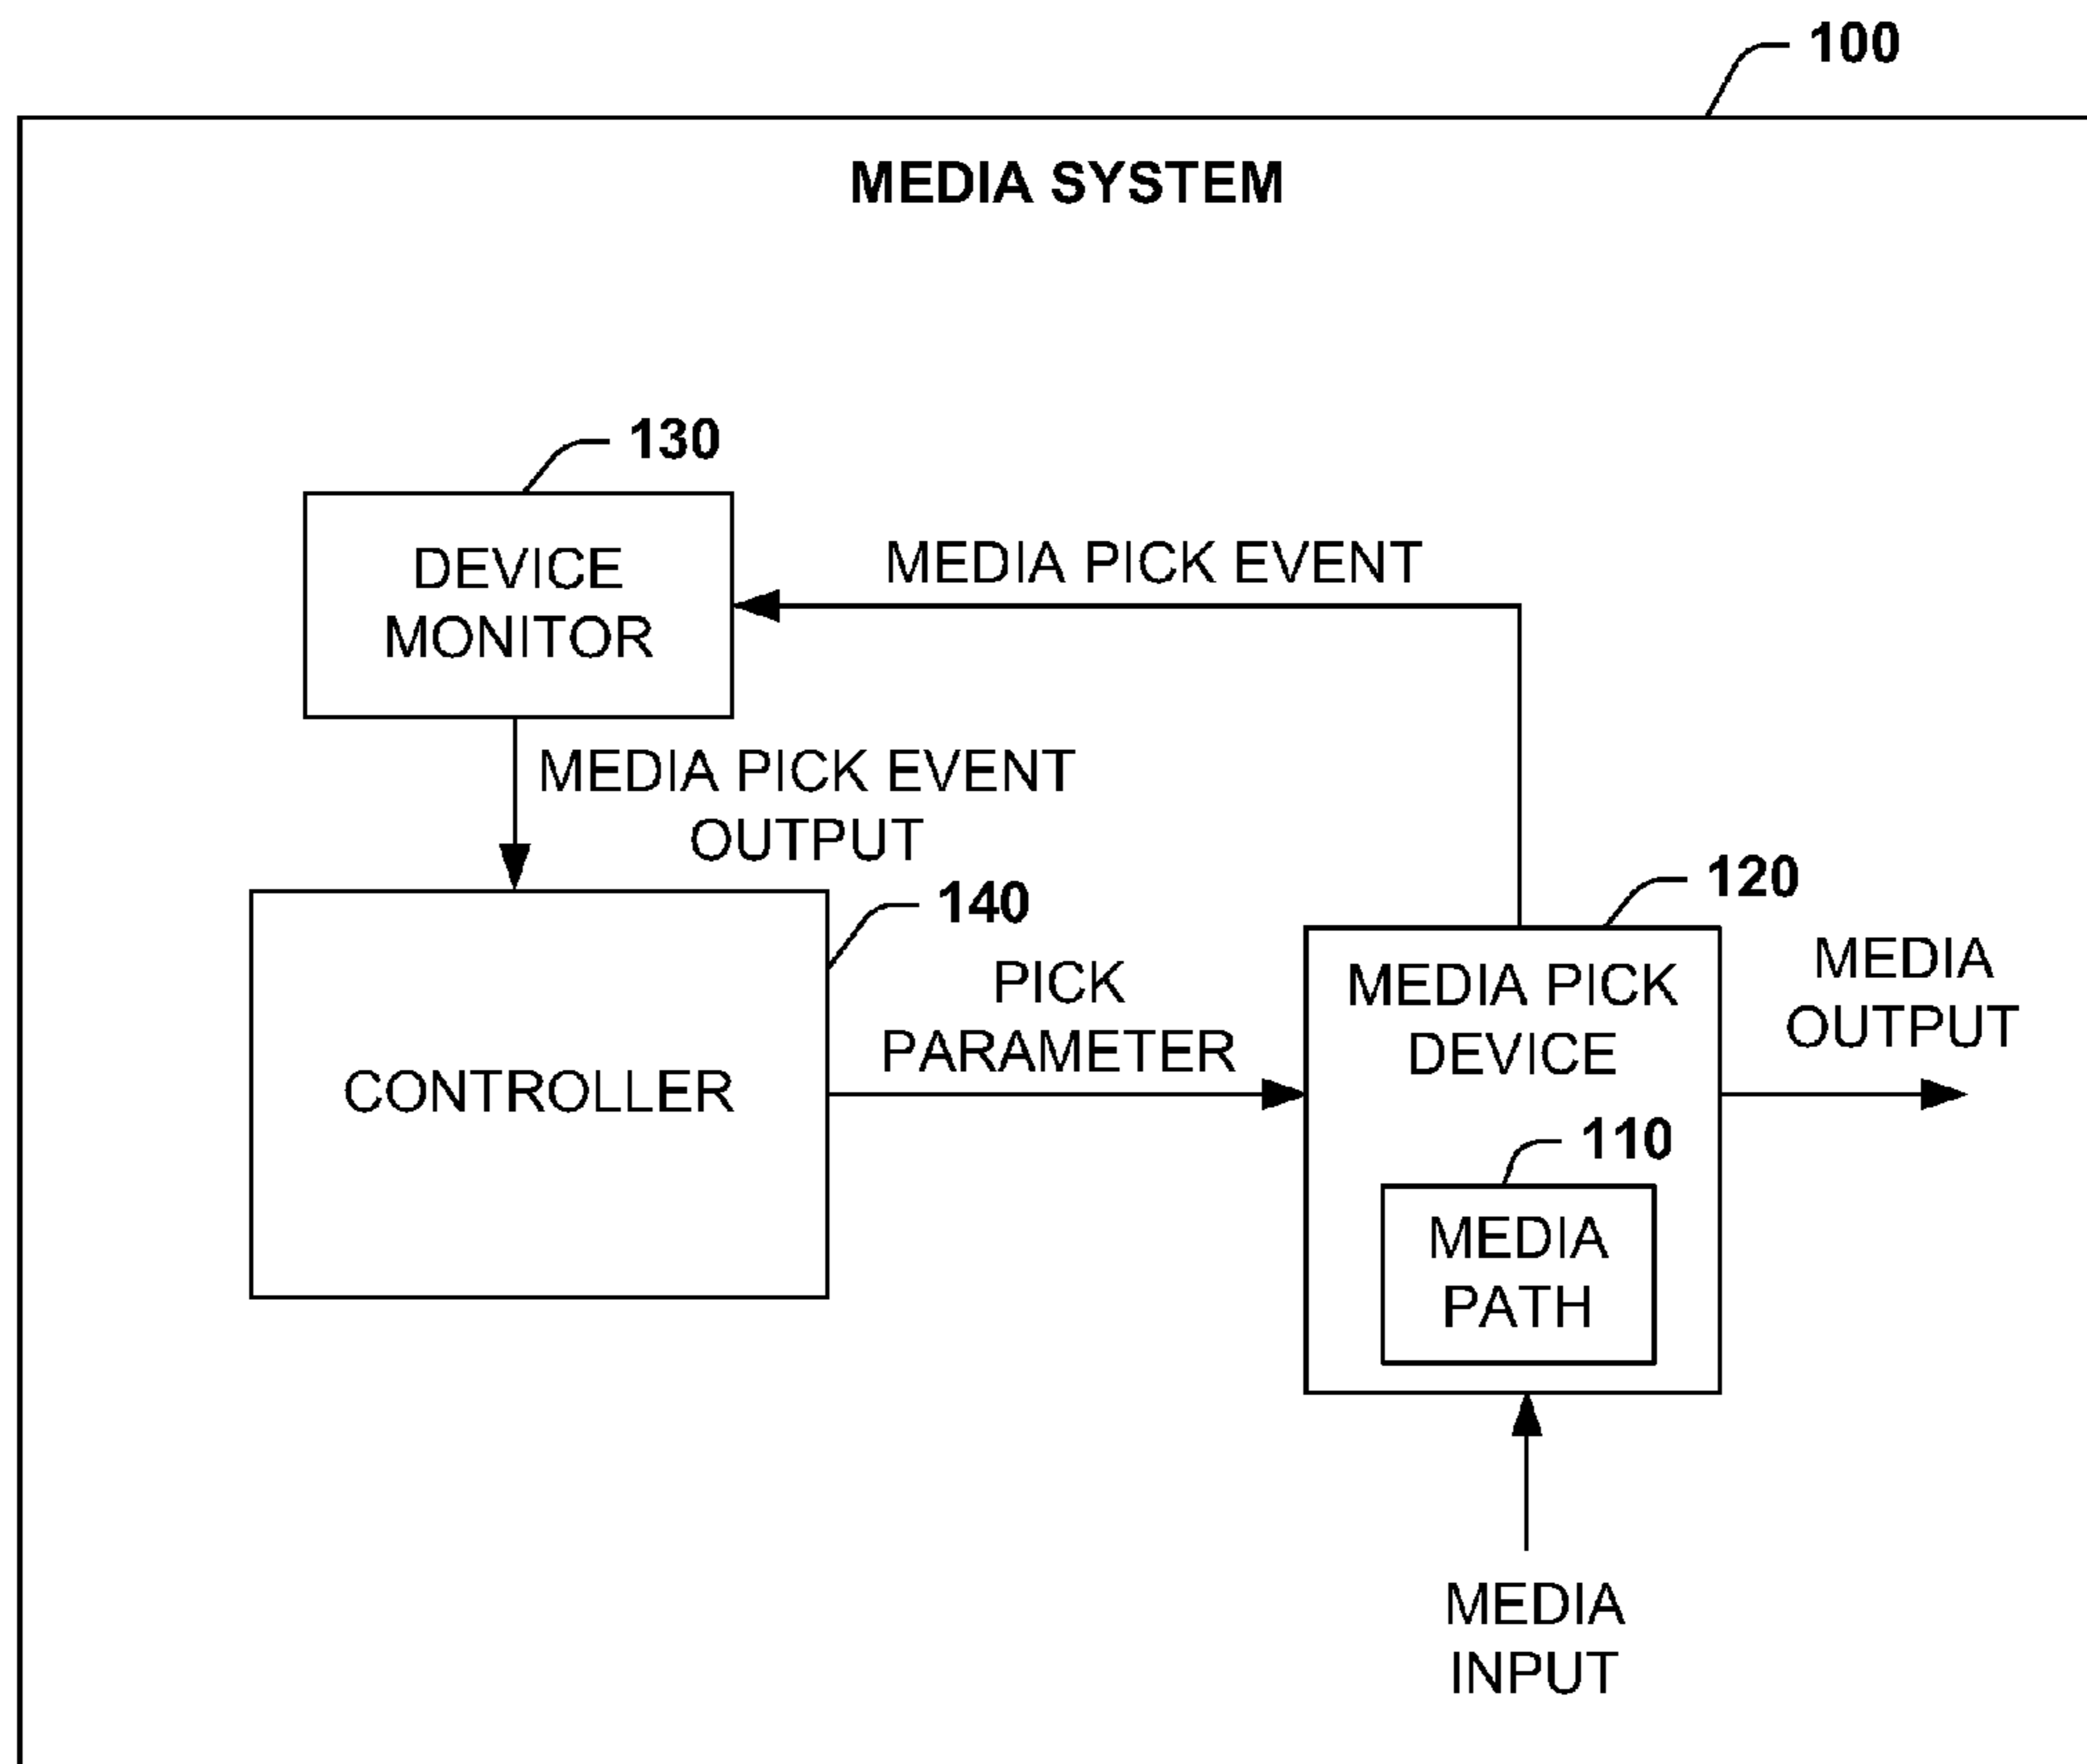 100
MEDIA SYSTEM
130
DEVICE
MONITOR
MEDIA PICK EVENT
MEDIA PICK EVENT
OUTPUT
140
CONTROLLER
PICK
PARAMETER
120
MEDIA PICK
DEVICE
110
MEDIA
PATH
MEDIA
OUTPUT
MEDIA
INPUT